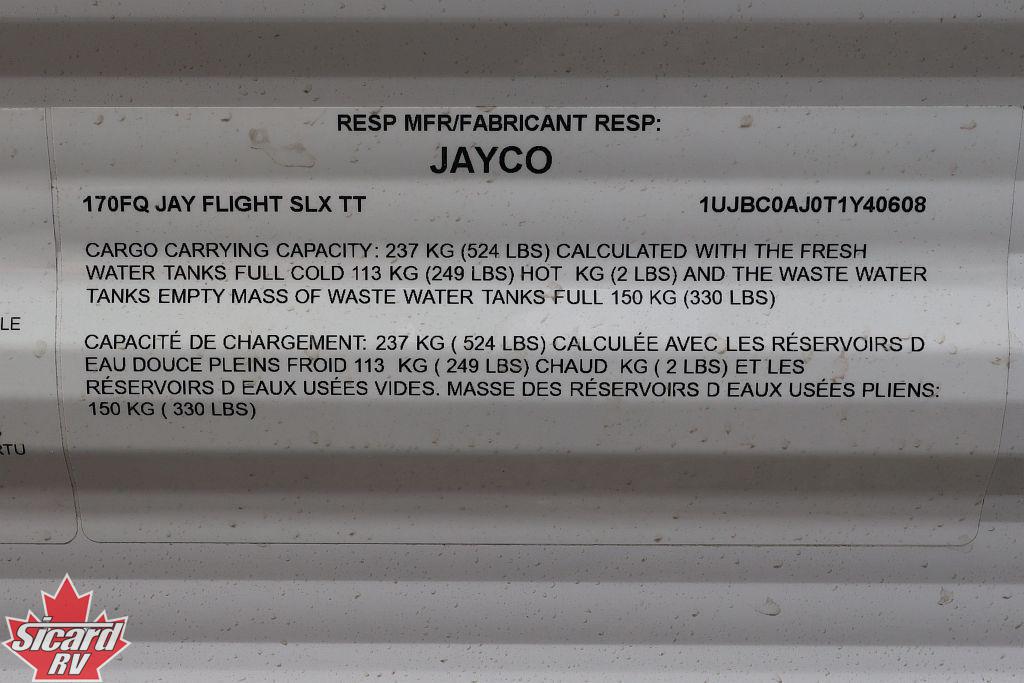 RESP MFR/FABRICANT RESP:
JAYCO
170FQ JAY FLIGHT SLX TT 1UJBC0AJ0T1Y40608
CARGO CARRYING CAPACITY: 237 KG (524 LBS) CALCULATED WITH THE FRESH
WATER TANKS FULL COLD 113 KG (249 LBS) HOT KG (2 LBS) AND THE WASTE WATER
TANKS EMPTY MASS OF WASTE WATER TANKS FULL 150 KG (330 LBS)
CAPACITÉ DE CHARGEMENT: 237 KG ( 524 LBS) CALCULÉE AVEC LES RÉSERVOIRS D
EAU DOUCE PLEINS FROID 113 KG ( 249 LBS) CHAUD KG ( 2 LBS) ET LES
RÉSERVOIRS D EAUX USÉES VIDES. MASSE DES RÉSERVOIRS D EAUX USÉES PLIENS:
150 KG ( 330 LBS)
LE
RTU
Sicard
RV